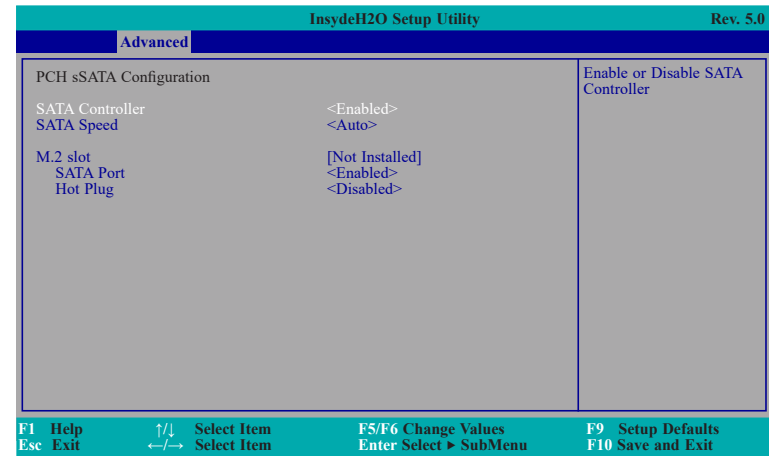 InsydeH2O Setup Utility Rev. 5.0
Advanced
PCH sSATA Configuration
SATA Controller <Enabled>
SATA Speed <Auto>
M.2 slot [Not Installed]
SATA Port <Enabled>
Hot Plug <Disabled>
Enable or Disable SATA
Controller
F1 Help ↑/↓ Select Item F5/F6 Change Values F9 Setup Defaults
Esc Exit ←/→ Select Item Enter Select ▶ SubMenu F10 Save and Exit